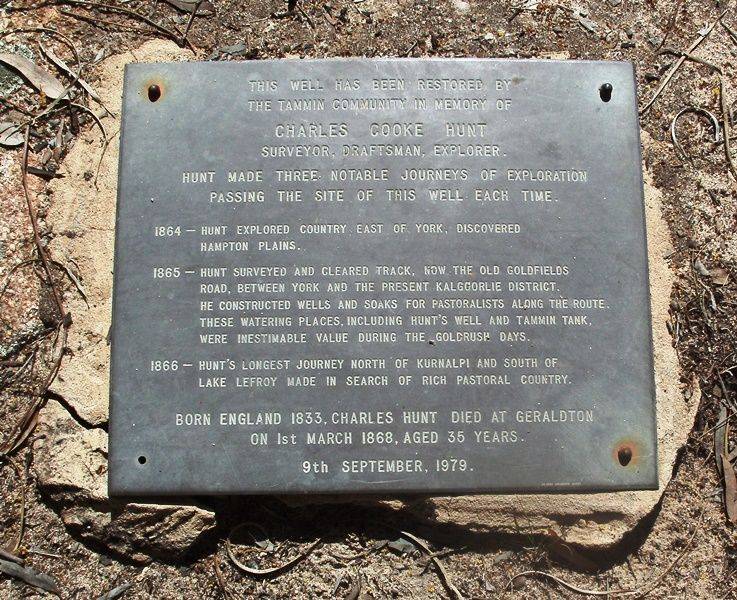 THIS WELL HAS BEEN RESTORED BY
THE TAMMIN COMMUNITY IN MEMORY OF
CHARLES COOKE HUNT
SURVEYOR, DRAFTSMAN, EXPLORER.
HUNT MADE THREE NOTABLE JOURNEYS OF EXPLORATION
PASSING THE SITE OF THIS WELL EACH TIME.
1864 — HUNT EXPLORED COUNTRY EAST OF YORK, DISCOVERED
HAMPTON PLAINS.
1865 — HUNT SURVEYED AND CLEARED TRACK, NOW THE OLD GOLDFIELDS
ROAD, BETWEEN YORK AND THE PRESENT KALGOORLIE DISTRICT.
HE CONSTRUCTED WELLS AND SOAKS FOR PASTORALISTS ALONG THE ROUTE.
THESE WATERING PLACES, INCLUDING HUNT'S WELL AND TAMMIN TANK,
WERE INESTIMABLE VALUE DURING THE GOLDRUSH DAYS.
1866 — HUNT'S LONGEST JOURNEY NORTH OF KURNALPI AND SOUTH OF
LAKE LEFROY MADE IN SEARCH OF RICH PASTORAL COUNTRY.
BORN ENGLAND 1833, CHARLES HUNT DIED AT GERALDTON
ON 1st MARCH 1868, AGED 35 YEARS.
9th SEPTEMBER, 1979.